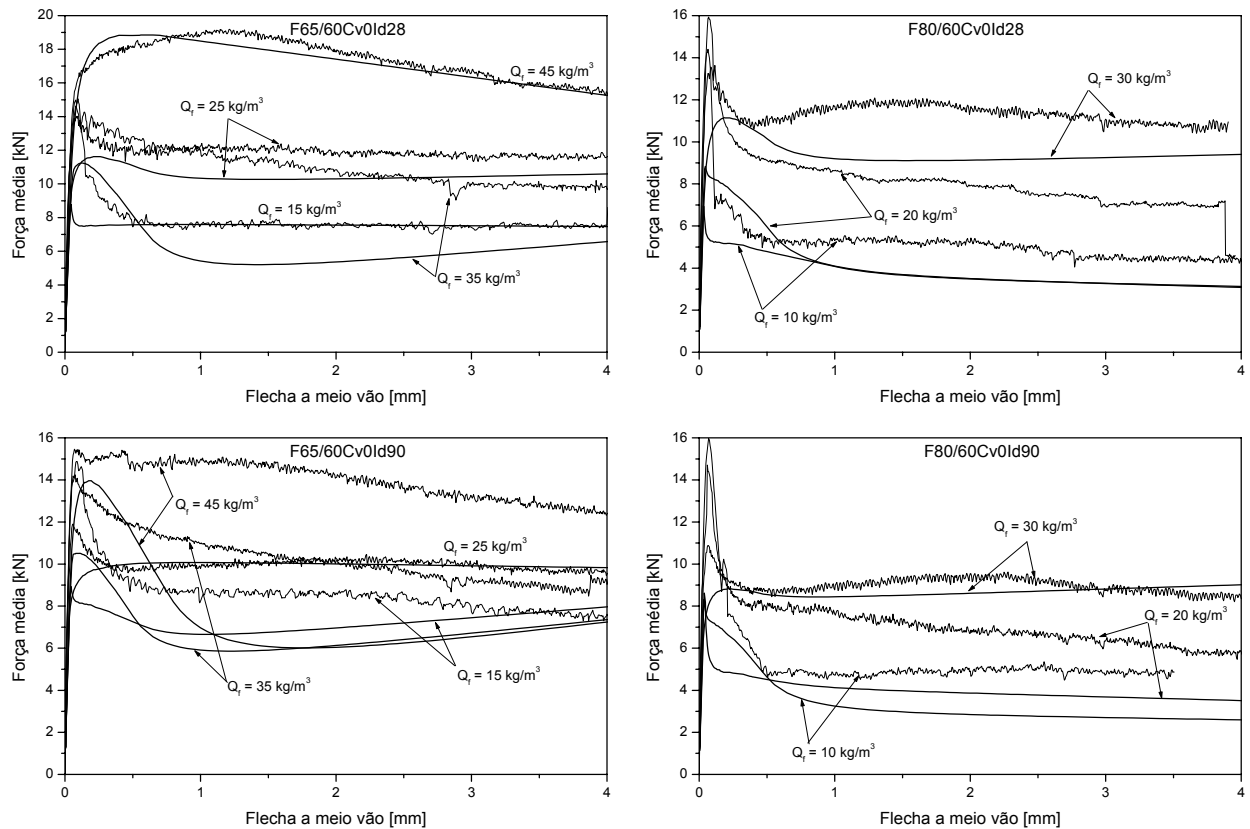 F65/60Cv0Id28
Força média [kN]
20
18
16
14
12
10
8
6
4
2
0
Q_f = 45 kg/m³
Q_f = 25 kg/m³
Q_f = 15 kg/m³
Q_f = 35 kg/m³
0 1 2 3 4
Flecha a meio vão [mm]
F80/60Cv0Id28
Força média [kN]
16
14
12
10
8
6
4
2
0
Q_f = 30 kg/m³
Q_f = 20 kg/m³
Q_f = 10 kg/m³
0 1 2 3 4
Flecha a meio vão [mm]
F65/60Cv0Id90
Força média [kN]
16
14
12
10
8
6
4
2
0
Q_f = 45 kg/m³
Q_f = 25 kg/m³
Q_f = 15 kg/m³
Q_f = 35 kg/m³
0 1 2 3 4
Flecha a meio vão [mm]
F80/60Cv0Id90
Força média [kN]
16
14
12
10
8
6
4
2
0
Q_f = 30 kg/m³
Q_f = 20 kg/m³
Q_f = 10 kg/m³
0 1 2 3 4
Flecha a meio vão [mm]